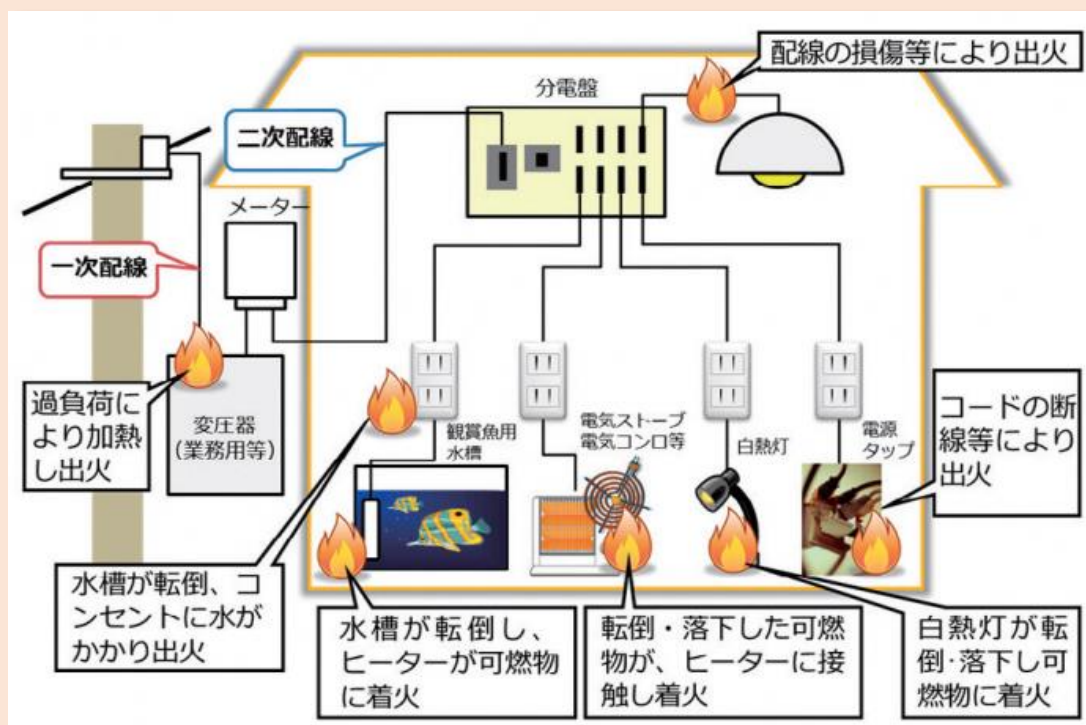 配線の損傷等により出火
分電盤
二次配線
メーター
一次配線
過負荷に
より加熱
し出火
変圧器
(業務用等)
観賞魚用
水槽
電気ストーブ
電気コンロ等
白熱灯
電源
タップ
コードの断
線等により
出火
水槽が転倒、コ
ンセントに水が
かかり出火
水槽が転倒し、
ヒーターが可燃物
に着火
転倒・落下した可燃
物が、ヒーターに接
触し着火
白熱灯が転
倒･落下し可
燃物に着火